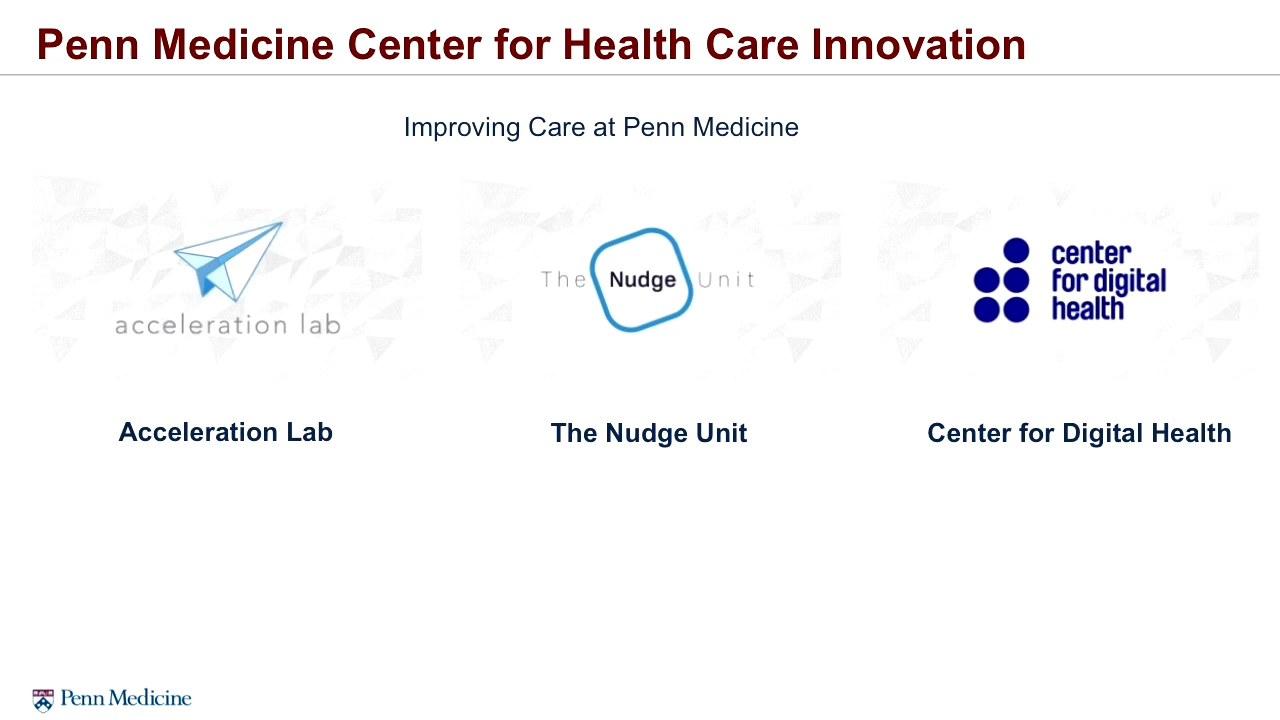 Penn Medicine Center for Health Care Innovation
Improving Care at Penn Medicine
acceleration lab
The Nudge Unit
center
for digital
health
Acceleration Lab
The Nudge Unit
Center for Digital Health
Penn Medicine